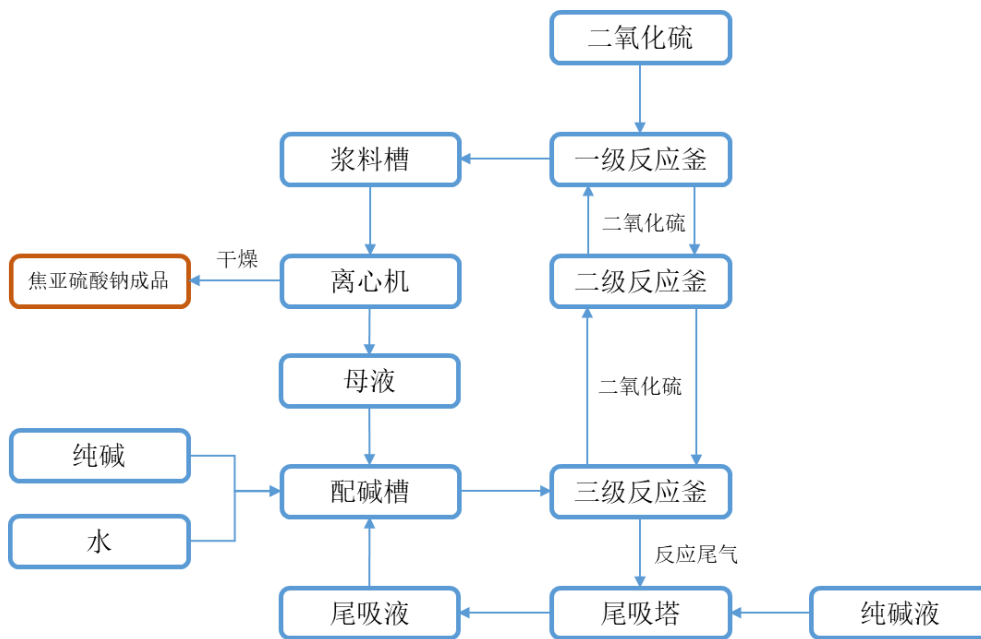 二氧化硫
浆料槽
一级反应釜
二氧化硫
干燥
焦亚硫酸钠成品
离心机
二级反应釜
母液
二氧化硫
纯碱
配碱槽
三级反应釜
水
反应尾气
尾吸液
尾吸塔
纯碱液